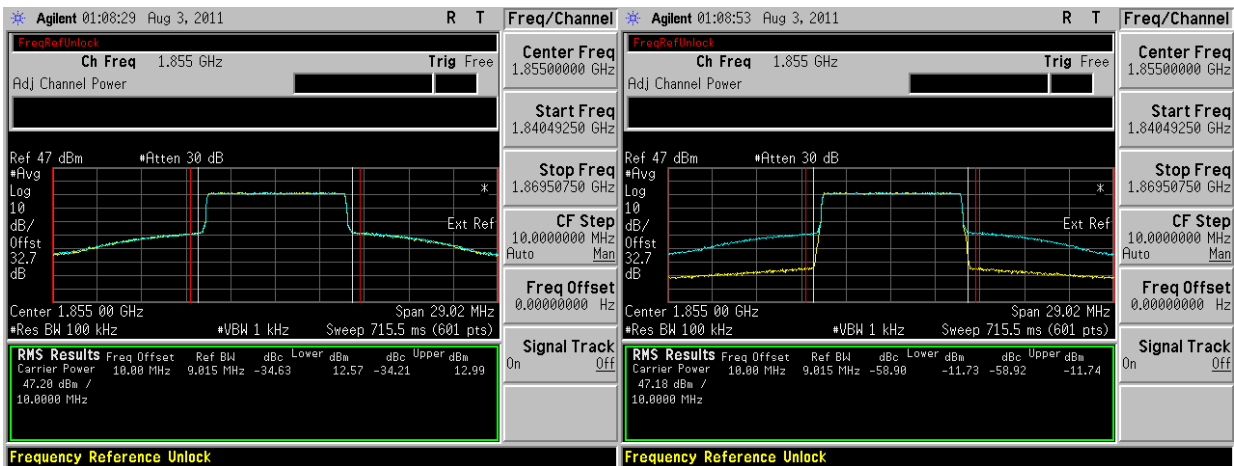 Agilent 01:08:29 Aug 3, 2011 R T
Freq/Channel
FreqRefUnlock
Ch Freq 1.855 GHz Trig Free
Adj Channel Power
Ref 47 dBm #Atten 30 dB
#Avg
Log
10
dB/
Offst
32.7
dB
*
Ext Ref
Center 1.855 00 GHz Span 29.02 MHz
#Res BW 100 kHz #VBW 1 kHz Sweep 715.5 ms (601 pts)
RMS Results Freq Offset Ref BW dBc Lower dBm dBc Upper dBm
Carrier Power 10.00 MHz 9.015 MHz -34.63 12.57 -34.21 12.99
47.20 dBm /
10.0000 MHz
Frequency Reference Unlock
Center Freq
1.85500000 GHz
Start Freq
1.84049250 GHz
Stop Freq
1.86950750 GHz
CF Step
10.0000000 MHz
Auto Man
Freq Offset
0.00000000 Hz
Signal Track
On Off
Agilent 01:08:53 Aug 3, 2011 R T
Freq/Channel
FreqRefUnlock
Ch Freq 1.855 GHz Trig Free
Adj Channel Power
Ref 47 dBm #Atten 30 dB
#Avg
Log
10
dB/
Offst
32.7
dB
*
Ext Ref
Center 1.855 00 GHz Span 29.02 MHz
#Res BW 100 kHz #VBW 1 kHz Sweep 715.5 ms (601 pts)
RMS Results Freq Offset Ref BW dBc Lower dBm dBc Upper dBm
Carrier Power 10.00 MHz 9.015 MHz -58.90 -11.73 -58.92 -11.74
47.18 dBm /
10.0000 MHz
Frequency Reference Unlock
Center Freq
1.85500000 GHz
Start Freq
1.84049250 GHz
Stop Freq
1.86950750 GHz
CF Step
10.0000000 MHz
Auto Man
Freq Offset
0.00000000 Hz
Signal Track
On Off